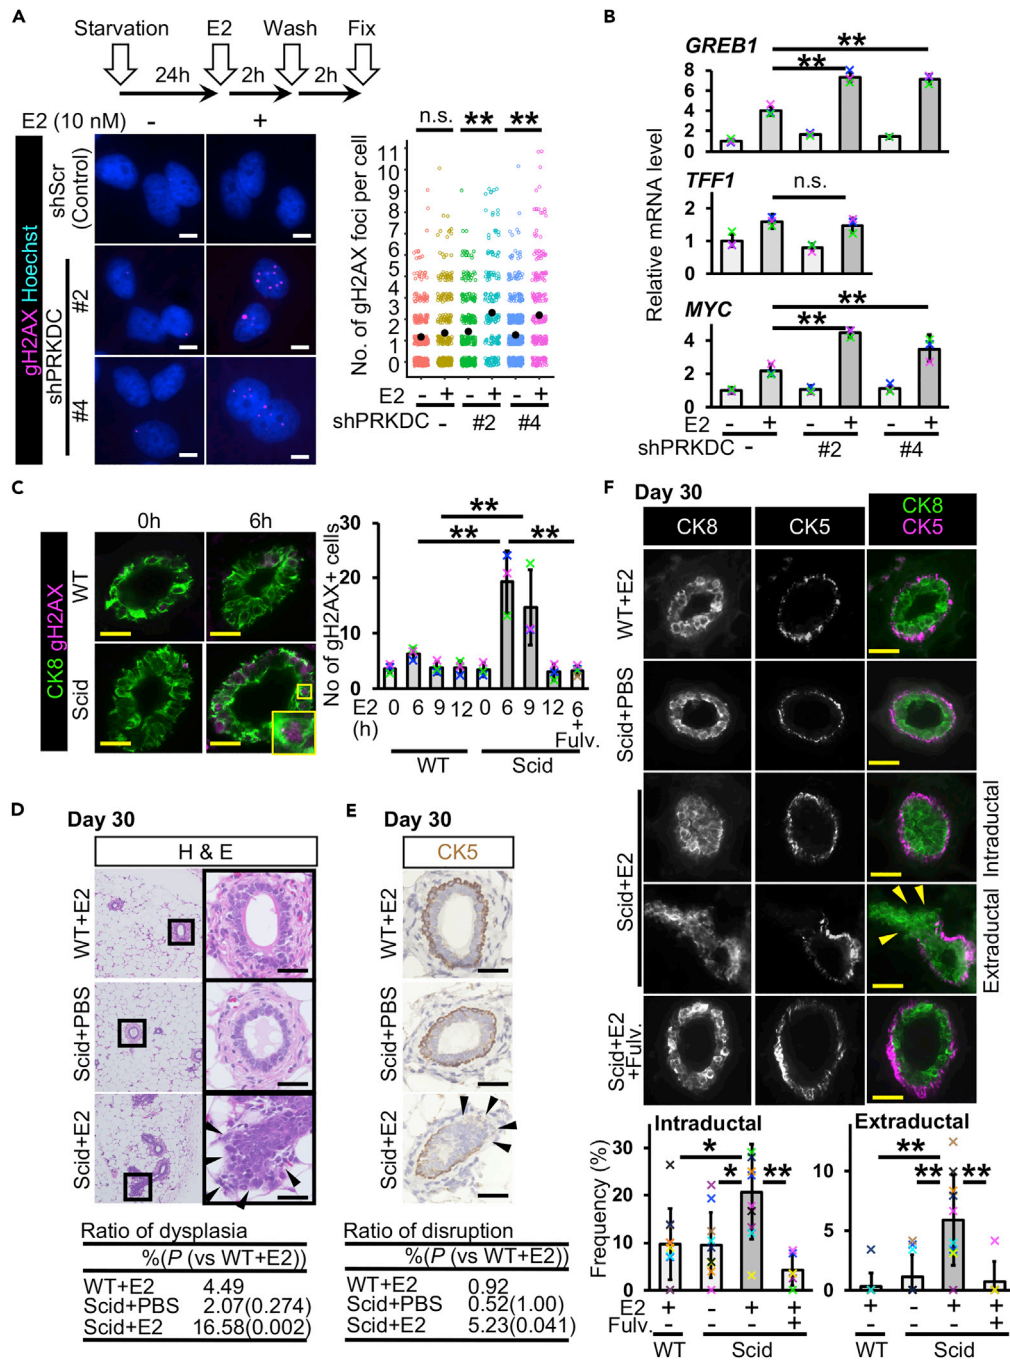 A
Starvation E2 Wash Fix
24h 2h 2h
E2 (10 nM) - +
gH2AX Hoechst
shScr
(Control)
shPRKDC
#2
#4
n.s. ** **
No. of gH2AX foci per cell
11
10
9
8
7
6
5
4
3
2
1
0
E2 - + - + - +
shPRKDC - #2 #4
B
Relative mRNA level
GREB1
**
**
8
6
4
2
0
TFF1
n.s.
2
1
0
MYC
**
**
6
4
2
0
E2 - + - + - +
shPRKDC - #2 #4
C
0h 6h
CK8 gH2AX
WT
Scid
No of gH2AX+ cells
**
** **
30
20
10
0
E2 0 6 9 12 0 6 9 12 6
(h) +
Fulv.
WT Scid
D Day 30
H & E
WT+E2
Scid+PBS
Scid+E2
Ratio of dysplasia
%(P (vs WT+E2))
WT+E2 4.49
Scid+PBS 2.07(0.274)
Scid+E2 16.58(0.002)
E Day 30
CK5
WT+E2
Scid+PBS
Scid+E2
Ratio of disruption
%(P (vs WT+E2))
WT+E2 0.92
Scid+PBS 0.52(1.00)
Scid+E2 5.23(0.041)
F Day 30
CK8 CK5 CK8
CK5
WT+E2
Scid+PBS
Scid+E2
Intraductal
Extraductal
Scid+E2
+Fulv.
Frequency (%)
Intraductal
*
* **
30
20
10
0
E2 + - + +
Fulv. - - - +
WT Scid
Extraductal
**
** **
10
5
0
+ - + +
- - - +
WT Scid